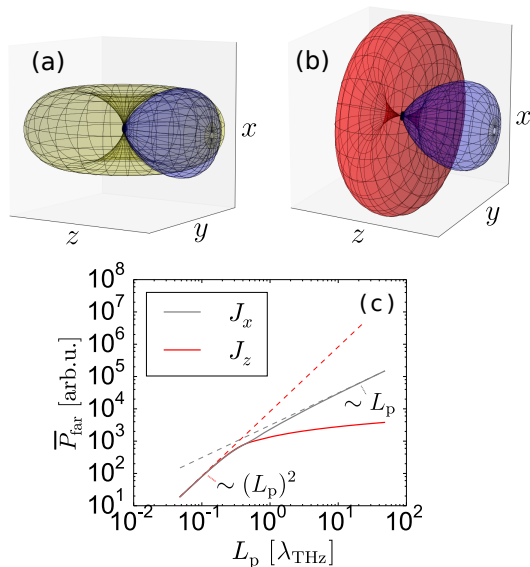 (a)
x
z
y
(b)
x
z
y
(c)
10^8
10^7
10^6
10^5
10^4
10^3
10^2
10^1
P̅_far [arb.u.]
J_x
J_z
~ L_p
~ (L_p)^2
10^-2 10^-1 10^0 10^1 10^2
L_p [λ_THz]